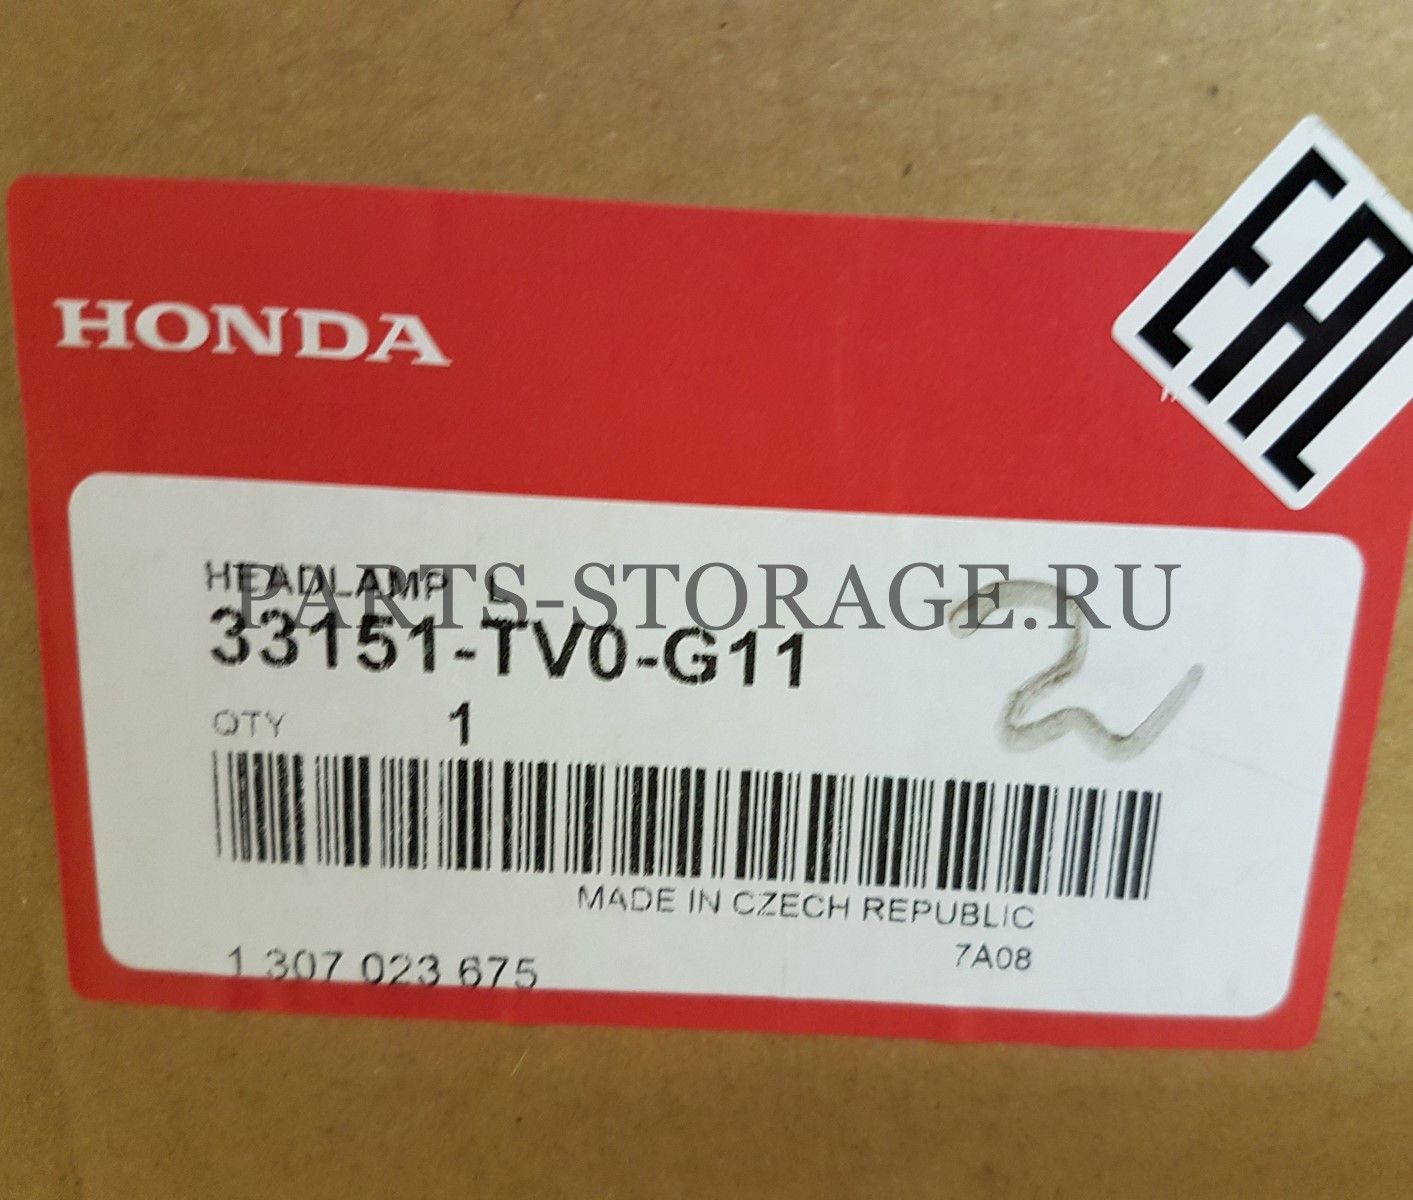 EAC
HONDA
HEADLAMP L
PARTS-STORAGE.RU
33151-TV0-G11
2
QTY 1
MADE IN CZECH REPUBLIC
7A08
1 307 023 675